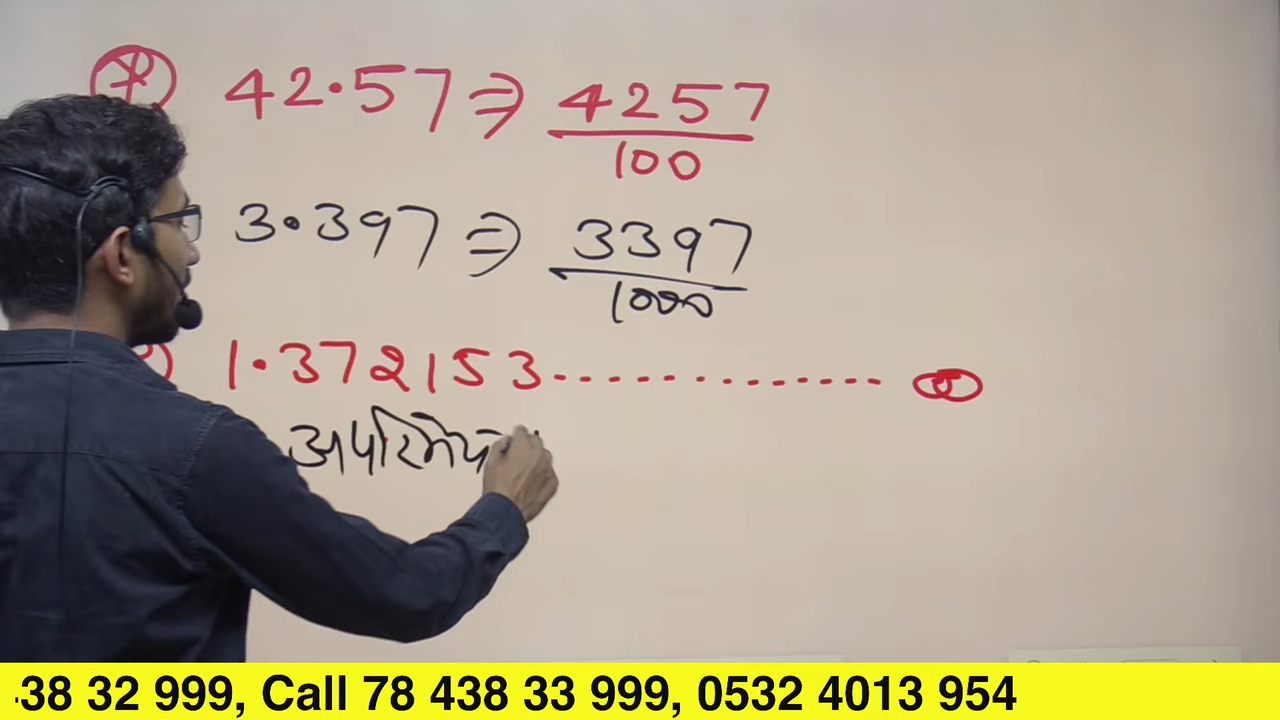 42.57 ⇒ 4257/100
3.397 ⇒ 3397/1000
1.372153..............
अपरिमेय
38 32 999, Call 78 438 33 999, 0532 4013 954